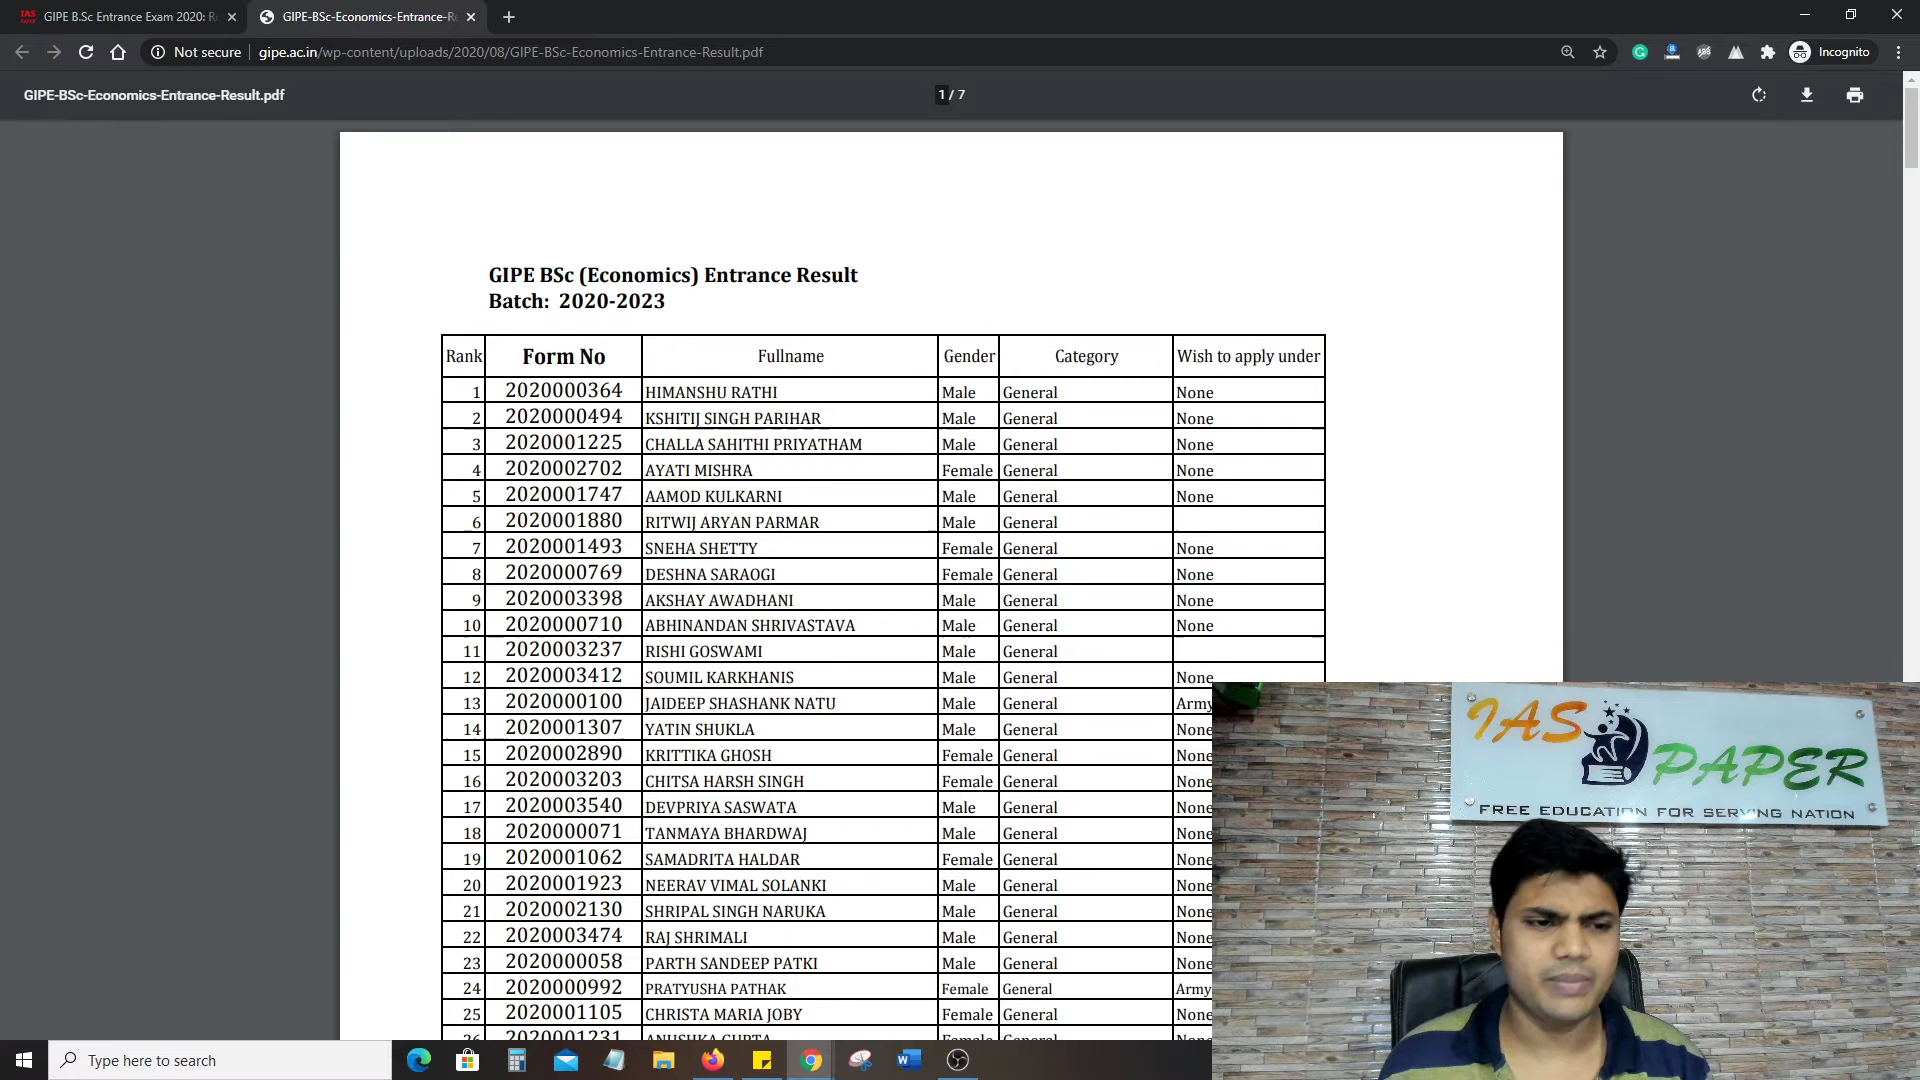 GIPE B.Sc Entrance Exam 2020: R
GIPE-BSc-Economics-Entrance-R
Not secure
gipe.ac.in/wp-content/uploads/2020/08/GIPE-BSc-Economics-Entrance-Result.pdf
Incognito
GIPE-BSc-Economics-Entrance-Result.pdf
1 / 7
GIPE BSc (Economics) Entrance Result
Batch: 2020-2023
Rank Form No Fullname Gender Category Wish to apply under
1 2020000364 HIMANSHU RATHI Male General None
2 2020000494 KSHITIJ SINGH PARIHAR Male General None
3 2020001225 CHALLA SAHITHI PRIYATHAM Male General None
4 2020002702 AYATI MISHRA Female General None
5 2020001747 AAMOD KULKARNI Male General None
6 2020001880 RITWIJ ARYAN PARMAR Male General
7 2020001493 SNEHA SHETTY Female General None
8 2020000769 DESHNA SARAOGI Female General None
9 2020003398 AKSHAY AWADHANI Male General None
10 2020000710 ABHINANDAN SHRIVASTAVA Male General None
11 2020003237 RISHI GOSWAMI Male General
12 2020003412 SOUMIL KARKHANIS Male General None
13 2020000100 JAIDEEP SHASHANK NATU Male General Army
14 2020001307 YATIN SHUKLA Male General None
15 2020002890 KRITTIKA GHOSH Female General None
16 2020003203 CHITSA HARSH SINGH Female General None
17 2020003540 DEVPRIYA SASWATA Male General None
18 2020000071 TANMAYA BHARDWAJ Male General None
19 2020001062 SAMADRITA HALDAR Female General None
20 2020001923 NEERAV VIMAL SOLANKI Male General None
21 2020002130 SHRIPAL SINGH NARUKA Male General None
22 2020003474 RAJ SHRIMALI Male General None
23 2020000058 PARTH SANDEEP PATKI Male General None
24 2020000992 PRATYUSHA PATHAK Female General Army
25 2020001105 CHRISTA MARIA JOBY Female General None
26 2020001231 ANUSHKA GUPTA Female General
IAS PAPER
FREE EDUCATION FOR SERVING NATION
Type here to search